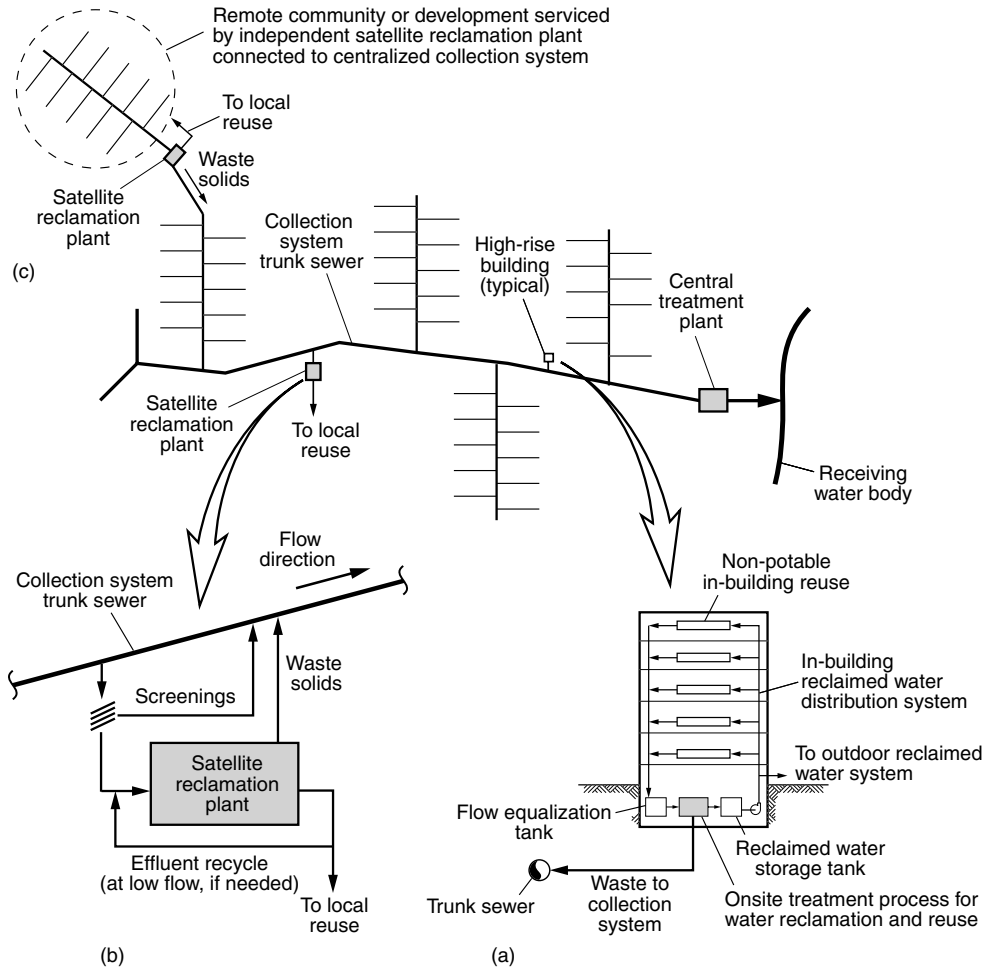 Remote community or development serviced
by independent satellite reclamation plant
connected to centralized collection system
To local
reuse
Waste
solids
Satellite
reclamation
plant
(c)
Collection
system
trunk sewer
High-rise
building
(typical)
Central
treatment
plant
Satellite
reclamation
plant
To local
reuse
Receiving
water body
Flow
direction
Collection system
trunk sewer
Waste
solids
Screenings
Satellite
reclamation
plant
Effluent recycle
(at low flow, if needed)
To local
reuse
(b)
Non-potable
in-building reuse
In-building
reclaimed water
distribution system
To outdoor reclaimed
water system
Flow equalization
tank
Reclaimed water
storage tank
Trunk sewer
Waste to
collection
system
Onsite treatment process for
water reclamation and reuse
(a)